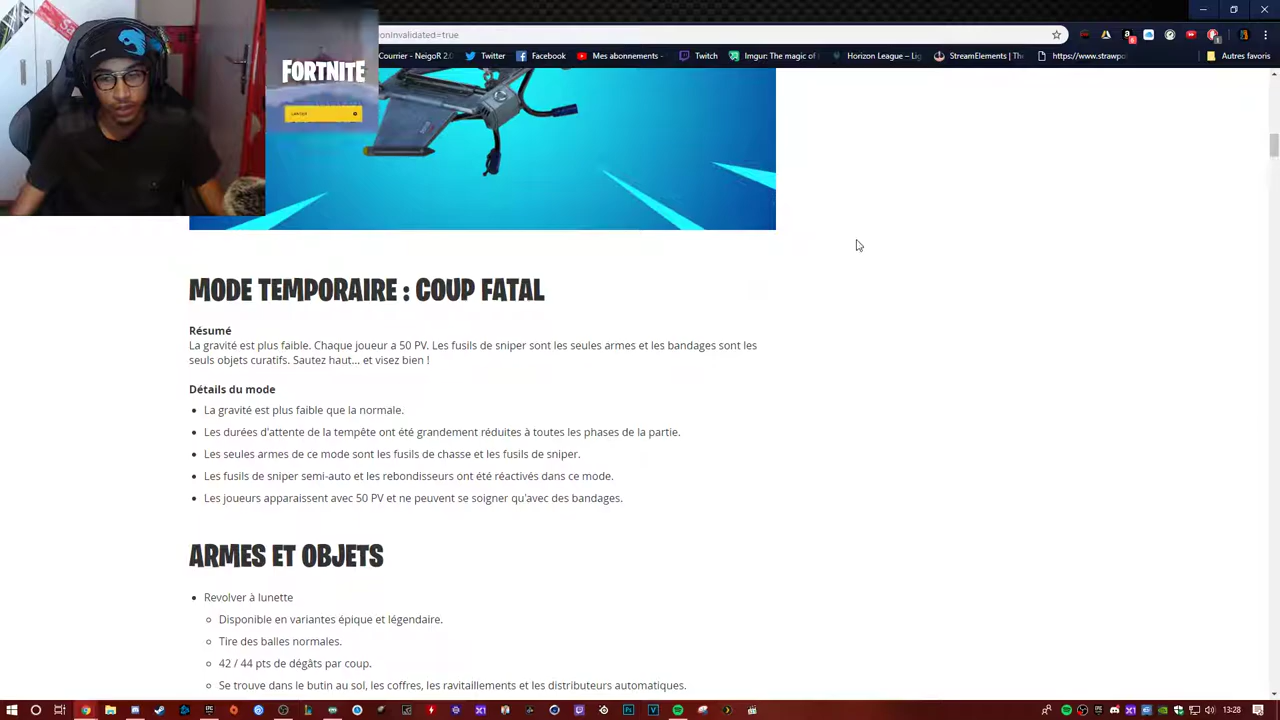 FORTNITE
LANCER
onInvalidated=true
Courrier - NeigoR 2.0
Twitter
Facebook
Mes abonnements -
Twitch
Imgur: The magic of
Horizon League – Lig
StreamElements | Th
https://www.strawpo
Autres favoris
MODE TEMPORAIRE : COUP FATAL
Résumé
La gravité est plus faible. Chaque joueur a 50 PV. Les fusils de sniper sont les seules armes et les bandages sont les
seuls objets curatifs. Sautez haut... et visez bien !
Détails du mode
La gravité est plus faible que la normale.
Les durées d'attente de la tempête ont été grandement réduites à toutes les phases de la partie.
Les seules armes de ce mode sont les fusils de chasse et les fusils de sniper.
Les fusils de sniper semi-auto et les rebondisseurs ont été réactivés dans ce mode.
Les joueurs apparaissent avec 50 PV et ne peuvent se soigner qu'avec des bandages.
ARMES ET OBJETS
Revolver à lunette
Disponible en variantes épique et légendaire.
Tire des balles normales.
42 / 44 pts de dégâts par coup.
Se trouve dans le butin au sol, les coffres, les ravitaillements et les distributeurs automatiques.
13:28